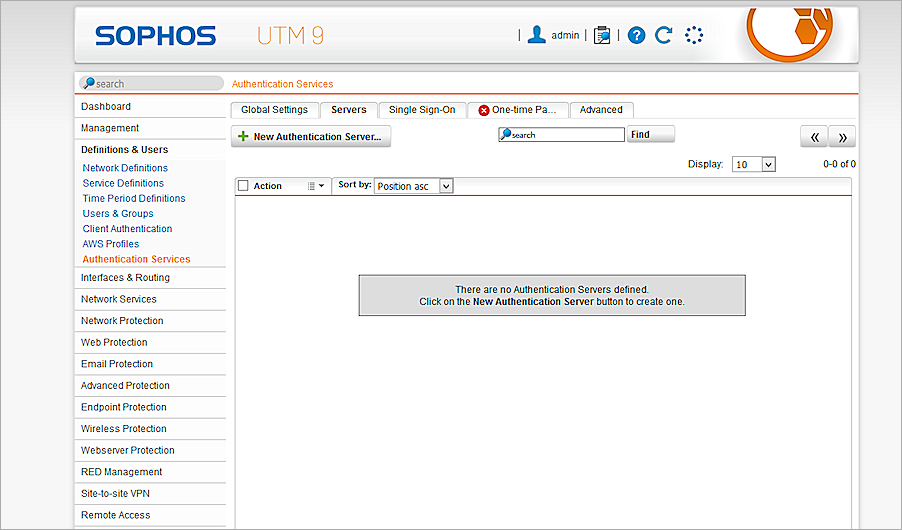 SOPHOS UTM 9
admin
search
Authentication Services
Dashboard
Management
Definitions & Users
Network Definitions
Service Definitions
Time Period Definitions
Users & Groups
Client Authentication
AWS Profiles
Authentication Services
Interfaces & Routing
Network Services
Network Protection
Web Protection
Email Protection
Advanced Protection
Endpoint Protection
Wireless Protection
Webserver Protection
RED Management
Site-to-site VPN
Remote Access
Global Settings Servers Single Sign-On One-time Pa... Advanced
New Authentication Server... search Find « »
Display: 10 0-0 of 0
Action Sort by: Position asc
There are no Authentication Servers defined.
Click on the New Authentication Server button to create one.